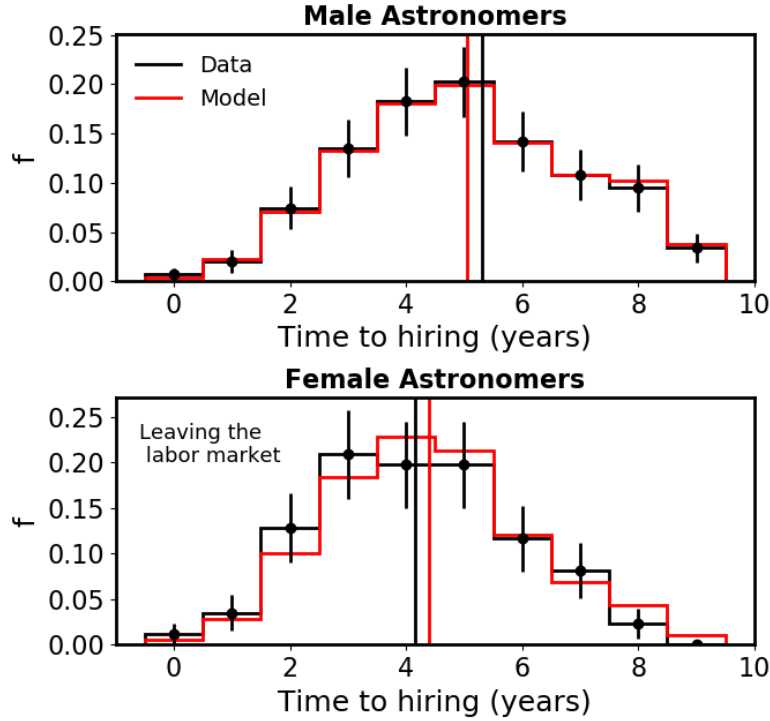 Male Astronomers
0.25
0.20
0.15
0.10
0.05
0.00
f
Data
Model
0 2 4 6 8 10
Time to hiring (years)
Female Astronomers
0.25
0.20
0.15
0.10
0.05
0.00
f
Leaving the
labor market
0 2 4 6 8 10
Time to hiring (years)